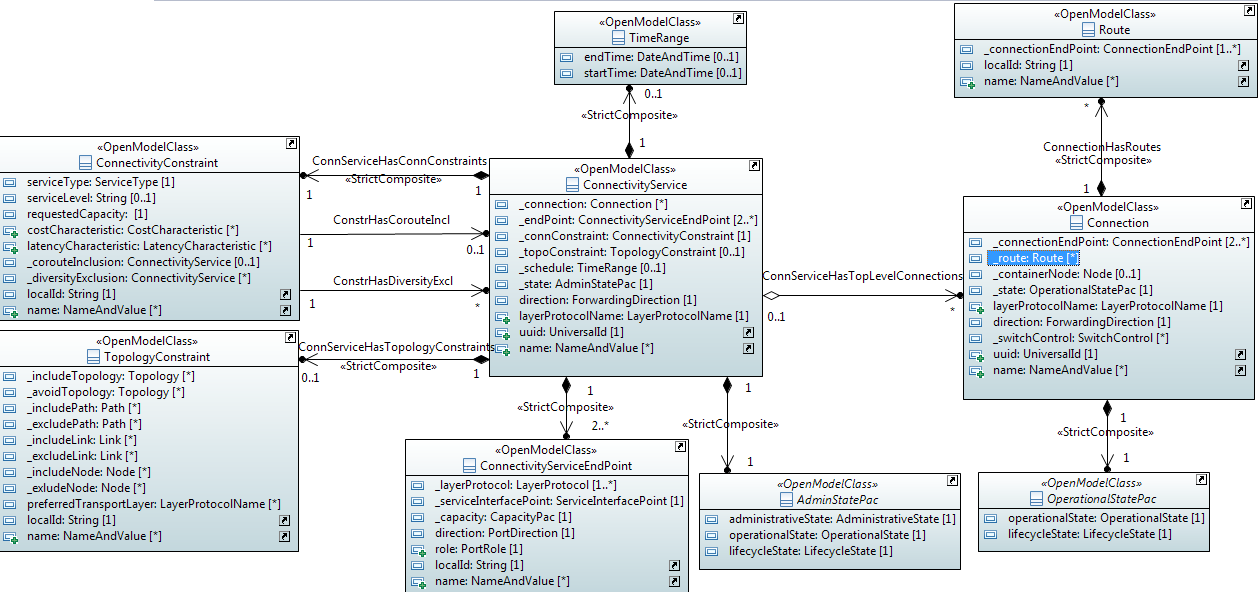 «OpenModelClass»
TimeRange
endTime: DateAndTime [0..1]
startTime: DateAndTime [0..1]
0..1
«StrictComposite»
1
«OpenModelClass»
Route
_connectionEndPoint: ConnectionEndPoint [1..*]
localId: String [1]
name: NameAndValue [*]
*
ConnectionHasRoutes
«StrictComposite»
1
«OpenModelClass»
ConnectivityConstraint
serviceType: ServiceType [1]
serviceLevel: String [0..1]
requestedCapacity:  [1]
costCharacteristic: CostCharacteristic [*]
latencyCharacteristic: LatencyCharacteristic [*]
_corouteInclusion: ConnectivityService [0..1]
_diversityExclusion: ConnectivityService [*]
localId: String [1]
name: NameAndValue [*]
ConnServiceHasConnConstraints
«StrictComposite»
1
1
ConstrHasCorouteIncl
1
0..1
ConstrHasDiversityExcl
1
*
«OpenModelClass»
ConnectivityService
_connection: Connection [*]
_endPoint: ConnectivityServiceEndPoint [2..*]
_connConstraint: ConnectivityConstraint [1]
_topoConstraint: TopologyConstraint [0..1]
_schedule: TimeRange [0..1]
_state: AdminStatePac [1]
direction: ForwardingDirection [1]
layerProtocolName: LayerProtocolName [1]
uuid: UniversalId [1]
name: NameAndValue [*]
ConnServiceHasTopLevelConnections
0..1
*
«OpenModelClass»
Connection
_connectionEndPoint: ConnectionEndPoint [2..*]
_route: Route [*]
_containerNode: Node [0..1]
_state: OperationalStatePac [1]
layerProtocolName: LayerProtocolName [1]
direction: ForwardingDirection [1]
_switchControl: SwitchControl [*]
uuid: UniversalId [1]
name: NameAndValue [*]
«OpenModelClass»
TopologyConstraint
_includeTopology: Topology [*]
_avoidTopology: Topology [*]
_includePath: Path [*]
_excludePath: Path [*]
_includeLink: Link [*]
_excludeLink: Link [*]
_includeNode: Node [*]
_exludeNode: Node [*]
preferredTransportLayer: LayerProtocolName [*]
localId: String [1]
name: NameAndValue [*]
ConnServiceHasTopologyConstraints
«StrictComposite»
0..1
1
1
«StrictComposite»
2..*
1
«StrictComposite»
1
1
«StrictComposite»
1
«OpenModelClass»
ConnectivityServiceEndPoint
_layerProtocol: LayerProtocol [1..*]
_serviceInterfacePoint: ServiceInterfacePoint [1]
_capacity: CapacityPac [1]
direction: PortDirection [1]
role: PortRole [1]
localId: String [1]
name: NameAndValue [*]
«OpenModelClass»
AdminStatePac
administrativeState: AdministrativeState [1]
operationalState: OperationalState [1]
lifecycleState: LifecycleState [1]
«OpenModelClass»
OperationalStatePac
operationalState: OperationalState [1]
lifecycleState: LifecycleState [1]